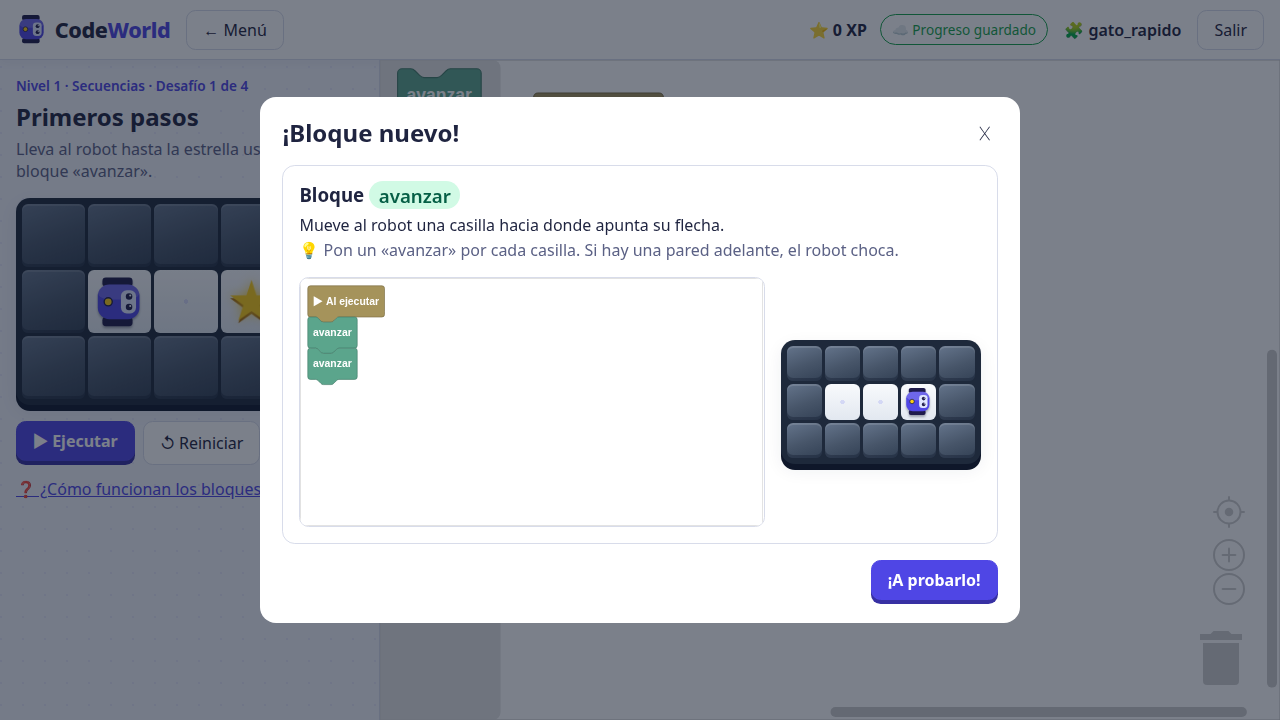 CodeWorld
← Menú
⭐ 0 XP
☁️ Progreso guardado
🧩 gato_rapido
Salir
Nivel 1 · Secuencias · Desafío 1 de 4
Primeros pasos
Lleva al robot hasta la estrella us
bloque «avanzar».
▶ Ejecutar
↺ Reiniciar
❓ ¿Cómo funcionan los bloques
avanzar
¡Bloque nuevo!
X
Bloque avanzar
Mueve al robot una casilla hacia donde apunta su flecha.
💡 Pon un «avanzar» por cada casilla. Si hay una pared adelante, el robot choca.
▶ Al ejecutar
avanzar
avanzar
¡A probarlo!